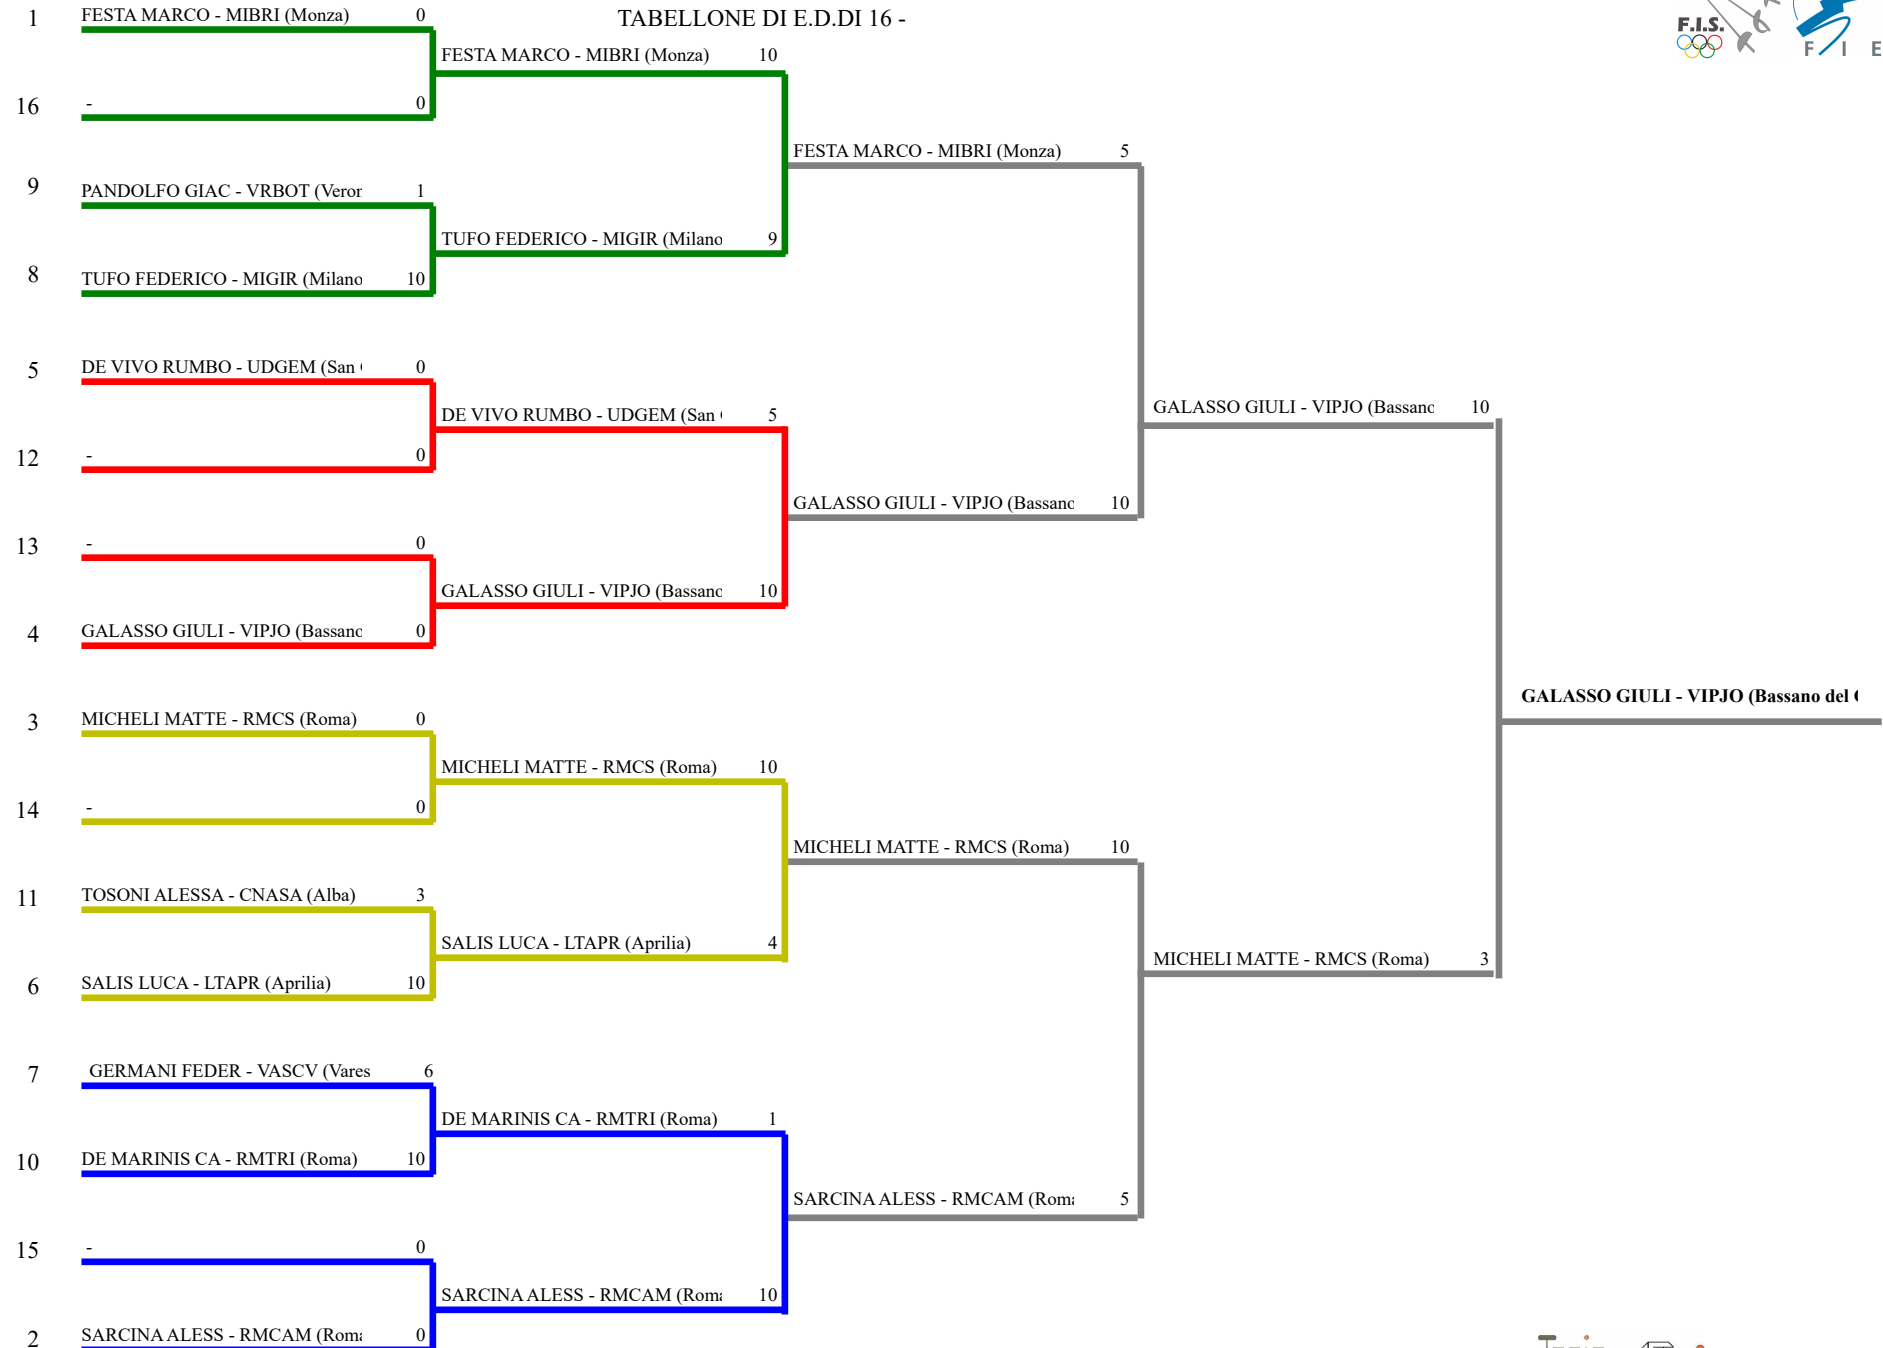 TABELLONE DI E.D.DI 16 -
F.I.S.
F I E
1 FESTA MARCO - MIBRI (Monza) 0
16 - 0
9 PANDOLFO GIAC - VRBOT (Veror 1
8 TUFO FEDERICO - MIGIR (Milano 10
5 DE VIVO RUMBO - UDGEM (San 0
12 - 0
13 - 0
4 GALASSO GIULI - VIPJO (Bassano 0
3 MICHELI MATTE - RMCS (Roma) 0
14 - 0
11 TOSONI ALESSA - CNASA (Alba) 3
6 SALIS LUCA - LTAPR (Aprilia) 10
7 GERMANI FEDER - VASCV (Vares 6
10 DE MARINIS CA - RMTRI (Roma) 10
15 - 0
2 SARCINA ALESS - RMCAM (Roma 0
FESTA MARCO - MIBRI (Monza) 10
TUFO FEDERICO - MIGIR (Milano 9
DE VIVO RUMBO - UDGEM (San 5
GALASSO GIULI - VIPJO (Bassano 10
MICHELI MATTE - RMCS (Roma) 10
SALIS LUCA - LTAPR (Aprilia) 4
DE MARINIS CA - RMTRI (Roma) 1
SARCINA ALESS - RMCAM (Roma 10
FESTA MARCO - MIBRI (Monza) 5
GALASSO GIULI - VIPJO (Bassano 10
MICHELI MATTE - RMCS (Roma) 10
SARCINA ALESS - RMCAM (Roma 5
GALASSO GIULI - VIPJO (Bassano 10
MICHELI MATTE - RMCS (Roma) 3
GALASSO GIULI - VIPJO (Bassano del